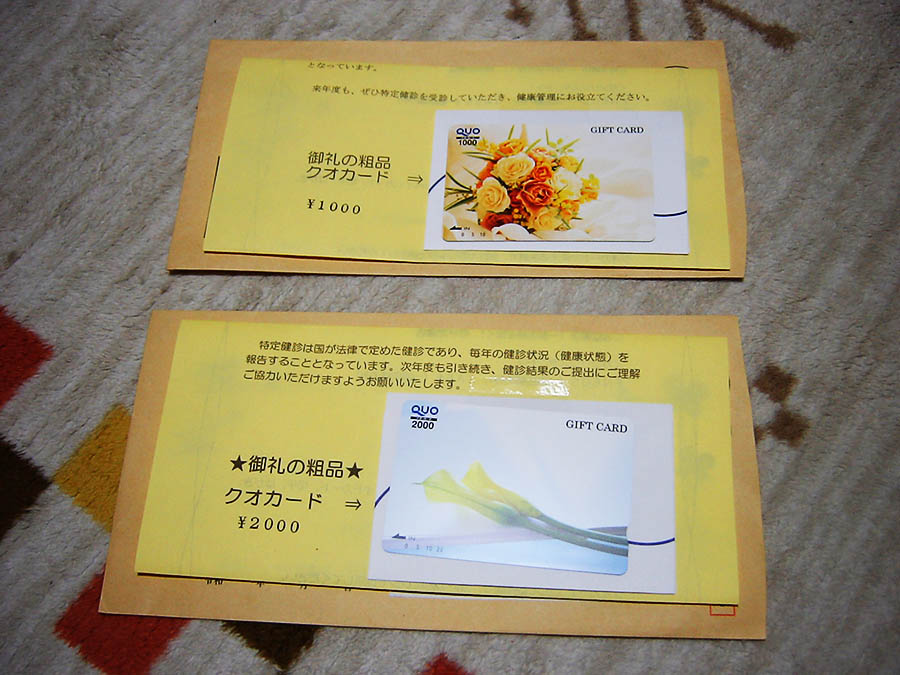 となっています。
来年度も、ぜひ特定健診を受診していただき、健康管理にお役立てください。
QUO
1000
GIFT CARD
御礼の粗品
クオカード ⇒
¥1000
0 5 10
特定健診は国が法律で定めた健診であり、毎年の健診状況（健康状態）を
報告することとなっています。次年度も引き続き、健診結果のご提出にご理解
ご協力いただけますようお願いいたします。
QUO
2000
GIFT CARD
★御礼の粗品★
クオカード ⇒
¥2000
0 5 10 20